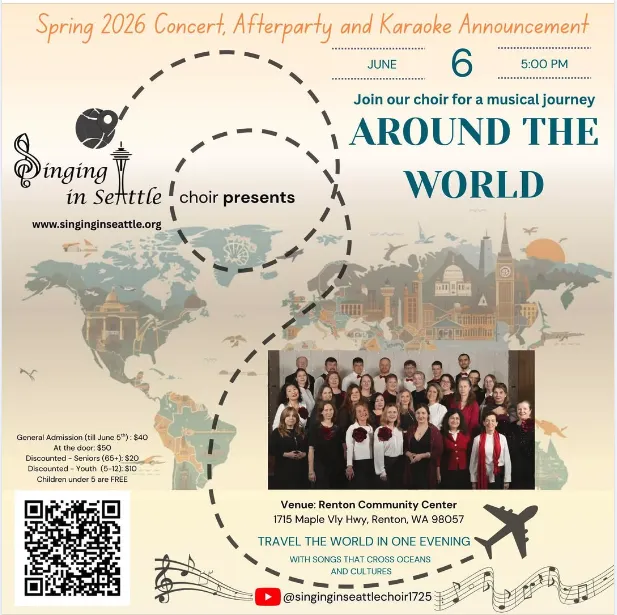 Spring 2026 Concert, Afterparty and Karaoke Announcement
JUNE 6 5:00 PM
Join our choir for a musical journey
AROUND THE
WORLD
Singing
in Seattle
choir presents
www.singinginseattle.org
General Admission (till June 5th) : $40
At the door: $50
Discounted - Seniors (65+): $20
Discounted - Youth (5-12): $10
Children under 5 are FREE
Venue: Renton Community Center
1715 Maple Vly Hwy, Renton, WA 98057
TRAVEL THE WORLD IN ONE EVENING
WITH SONGS THAT CROSS OCEANS
AND CULTURES
@singinginseattlechoir1725